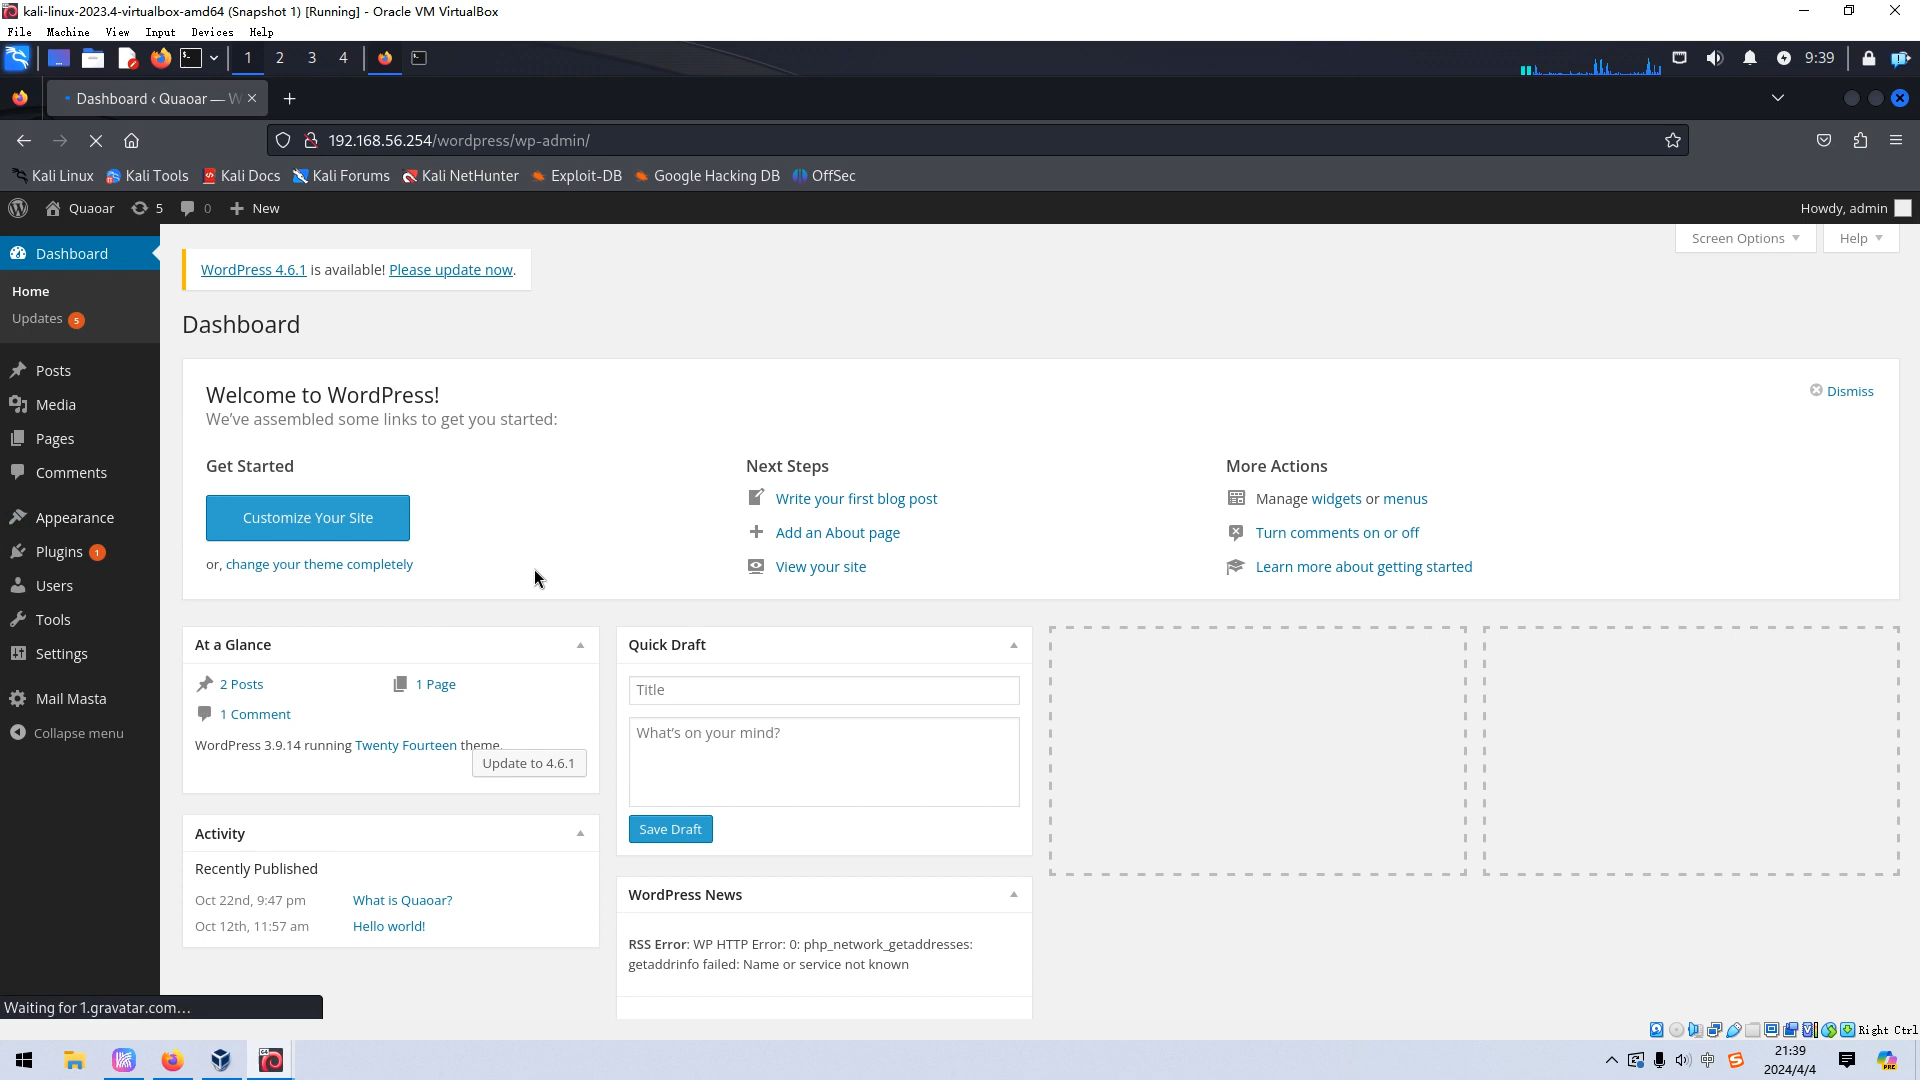 kali-linux-2023.4-virtualbox-amd64 (Snapshot 1) [Running] - Oracle VM VirtualBox
File Machine View Input Devices Help
1 2 3 4 9:39
Dashboard ‹ Quaoar — W
192.168.56.254/wordpress/wp-admin/
Kali Linux Kali Tools Kali Docs Kali Forums Kali NetHunter Exploit-DB Google Hacking DB OffSec
Quaoar 5 0 New Howdy, admin
Screen Options Help
Dashboard
Home
Updates 5
Posts
Media
Pages
Comments
Appearance
Plugins 1
Users
Tools
Settings
Mail Masta
Collapse menu
WordPress 4.6.1 is available! Please update now.
Dashboard
Welcome to WordPress!
We've assembled some links to get you started:
Dismiss
Get Started
Customize Your Site
or, change your theme completely
Next Steps
Write your first blog post
Add an About page
View your site
More Actions
Manage widgets or menus
Turn comments on or off
Learn more about getting started
At a Glance
2 Posts 1 Page
1 Comment
WordPress 3.9.14 running Twenty Fourteen theme.
Update to 4.6.1
Activity
Recently Published
Oct 22nd, 9:47 pm What is Quaoar?
Oct 12th, 11:57 am Hello world!
Quick Draft
Title
What's on your mind?
Save Draft
WordPress News
RSS Error: WP HTTP Error: 0: php_network_getaddresses:
getaddrinfo failed: Name or service not known
Waiting for 1.gravatar.com…
Right Ctrl
中
21:39
2024/4/4